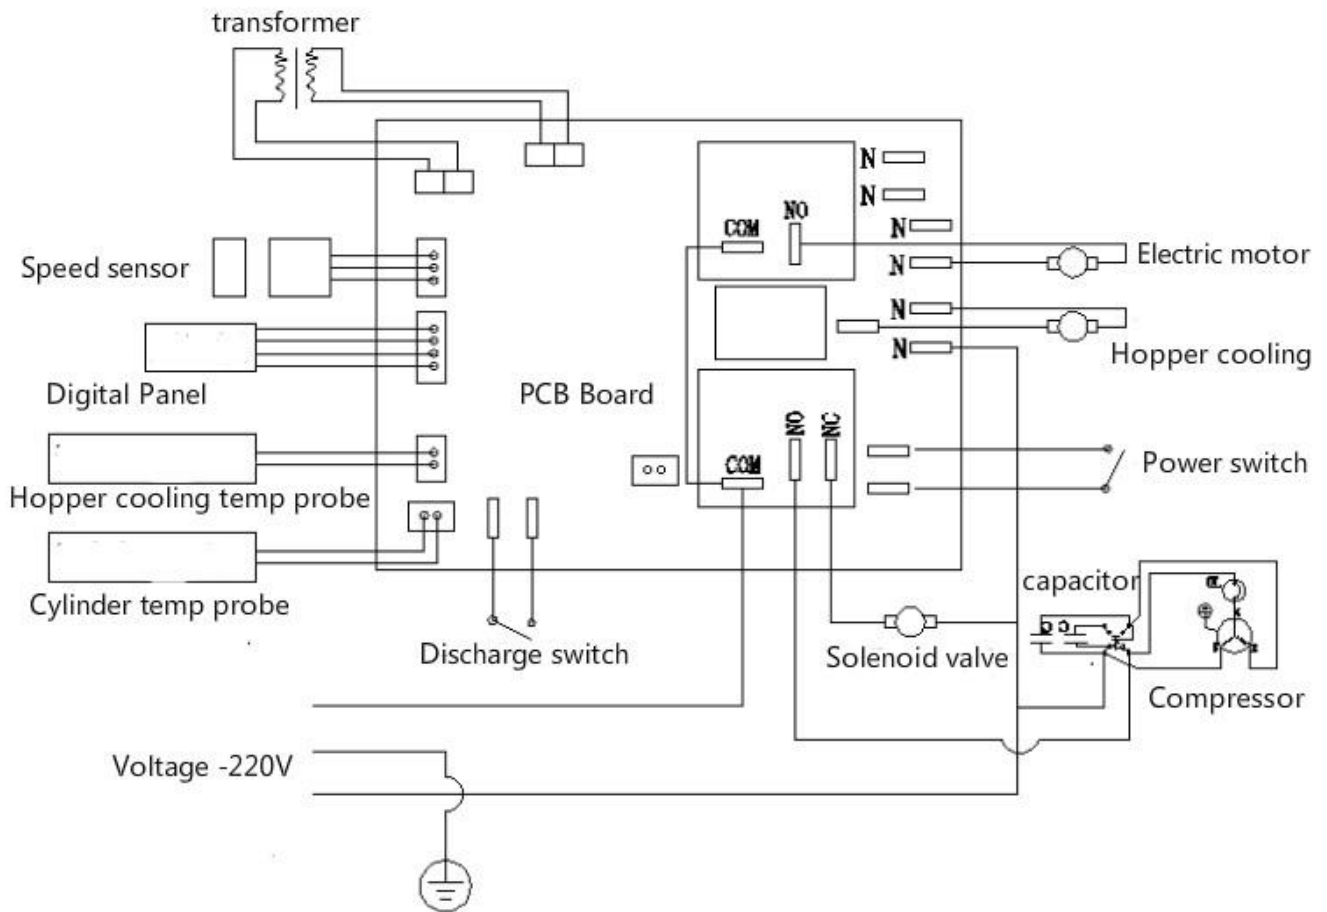 transformer
N
N
NO
COM
N
Speed sensor
N
Electric motor
N
N
Hopper cooling
Digital Panel
PCB Board
NO
NC
COM
Power switch
Hopper cooling temp probe
capacitor
Cylinder temp probe
Discharge switch
Solenoid valve
Compressor
Voltage -220V